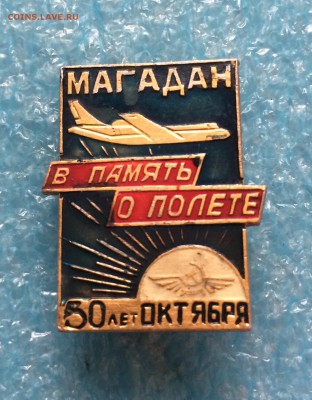 COINS.LAVE.RU
МАГАДАН
В ПАМЯТЬ
О ПОЛЕТЕ
50 ЛЕТ ОКТЯБРЯ